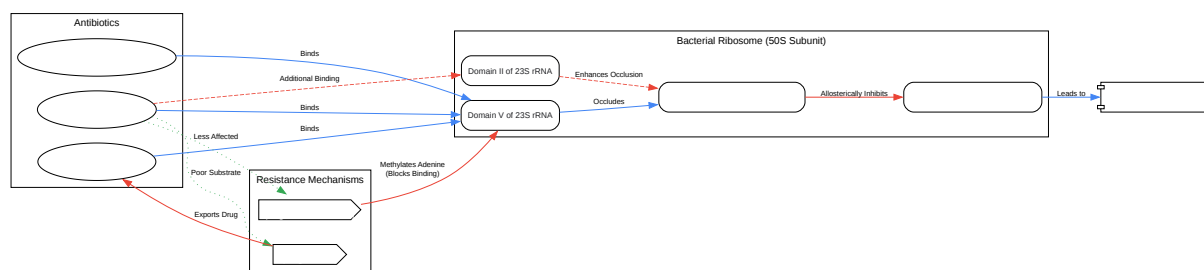 Antibiotics
Bacterial Ribosome (50S Subunit)
Binds
Domain II of 23S rRNA
Enhances Occlusion
Additional Binding
Allosterically Inhibits
Leads to
Occludes
Binds
Domain V of 23S rRNA
Binds
Less Affected
Methylates Adenine
(Blocks Binding)
Poor Substrate
Resistance Mechanisms
Exports Drug